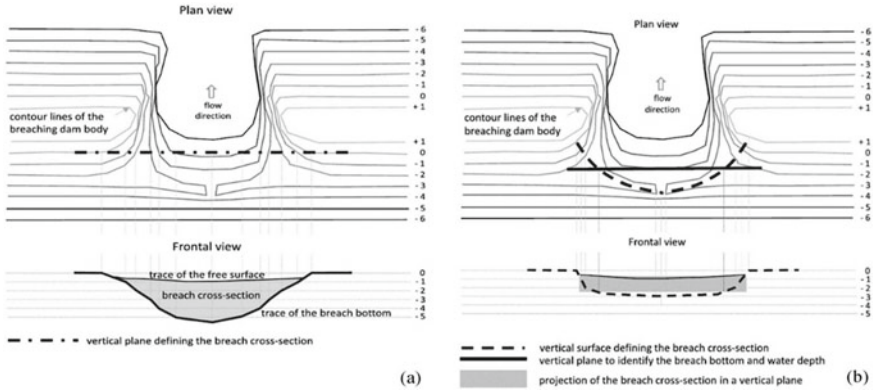 Plan view
- 6
- 5
- 4
- 3
- 2
- 1
0
+ 1
flow
direction
contour lines of the
breaching dam body
+ 1
0
- 1
- 2
- 3
- 4
- 5
- 6
Frontal view
trace of the free surface
breach cross-section
trace of the breach bottom
0
- 1
- 2
- 3
- 4
- 5
vertical plane defining the breach cross-section
(a)
Plan view
- 6
- 5
- 4
- 3
- 2
- 1
0
+ 1
flow
direction
contour lines of the
breaching dam body
+ 1
0
- 1
- 2
- 3
- 4
- 5
- 6
Frontal view
0
- 1
- 2
- 3
- 4
- 5
vertical surface defining the breach cross-section
vertical plane to identify the breach bottom and water depth
projection of the breach cross-section in a vertical plane
(b)